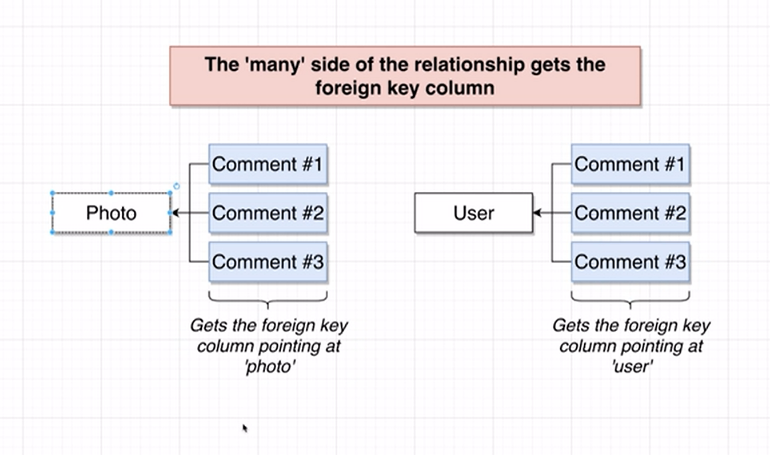 The 'many' side of the relationship gets the
foreign key column
Photo
Comment #1
Comment #2
Comment #3
Gets the foreign key
column pointing at
'photo'
User
Comment #1
Comment #2
Comment #3
Gets the foreign key
column pointing at
'user'